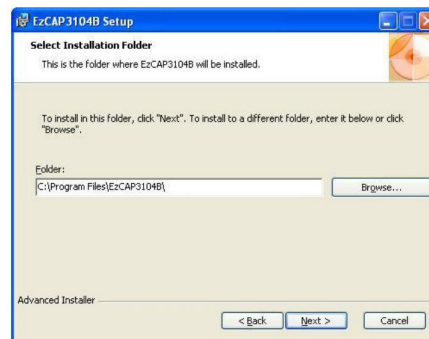 EzCAP3104B Setup
Select Installation Folder
This is the folder where EzCAP3104B will be installed.
To install in this folder, click "Next". To install to a different folder, enter it below or click
"Browse".
Folder:
C:\Program Files\EzCAP3104B\
Browse...
Advanced Installer
< Back
Next >
Cancel